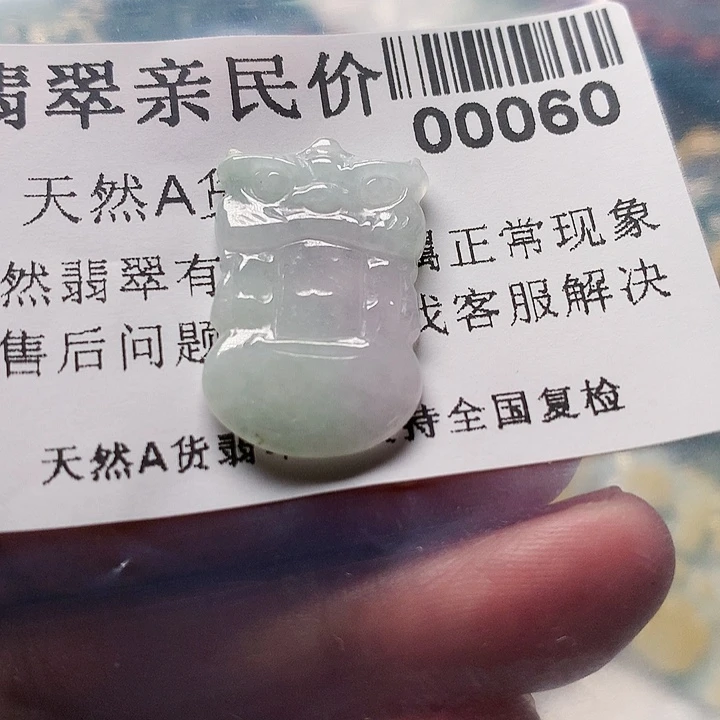 翡翠亲民价
00060
天然A货
然翡翠有 属正常现象
售后问题 找客服解决
天然A货翡 持全国复检